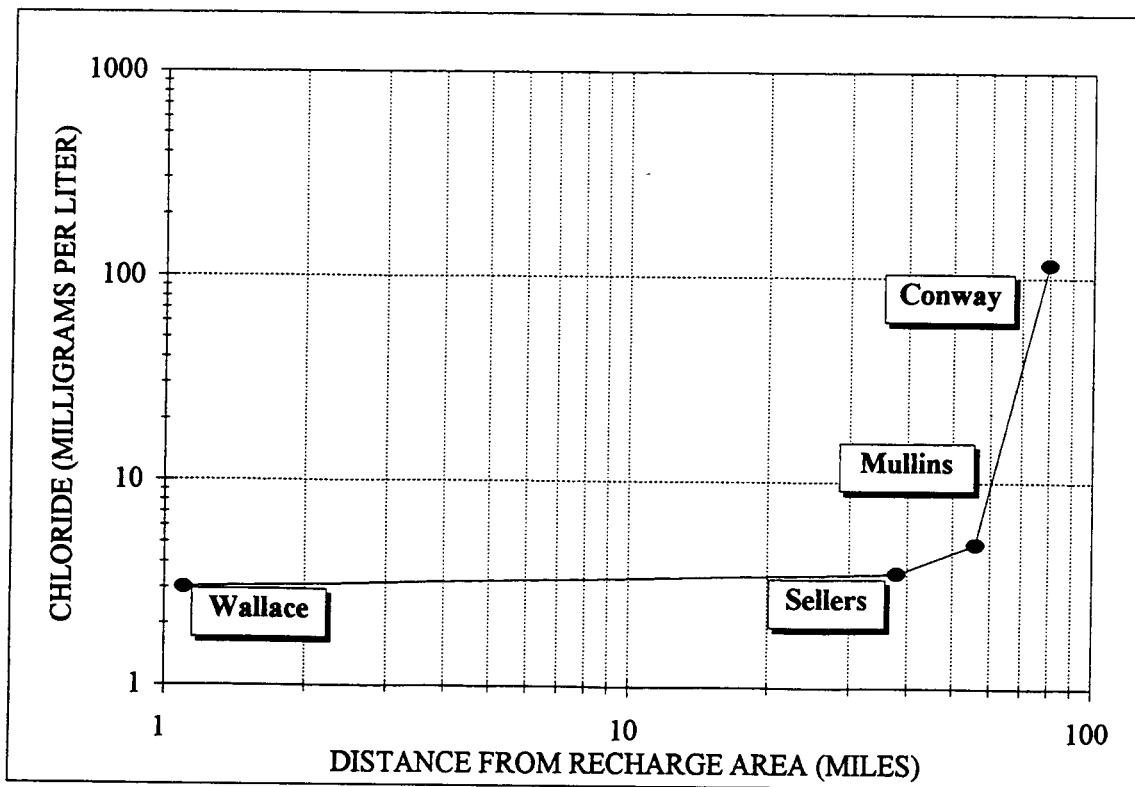 1000
100
10
1
CHLORIDE (MILLIGRAMS PER LITER)
Conway
Mullins
Wallace
Sellers
1
10
100
DISTANCE FROM RECHARGE AREA (MILES)